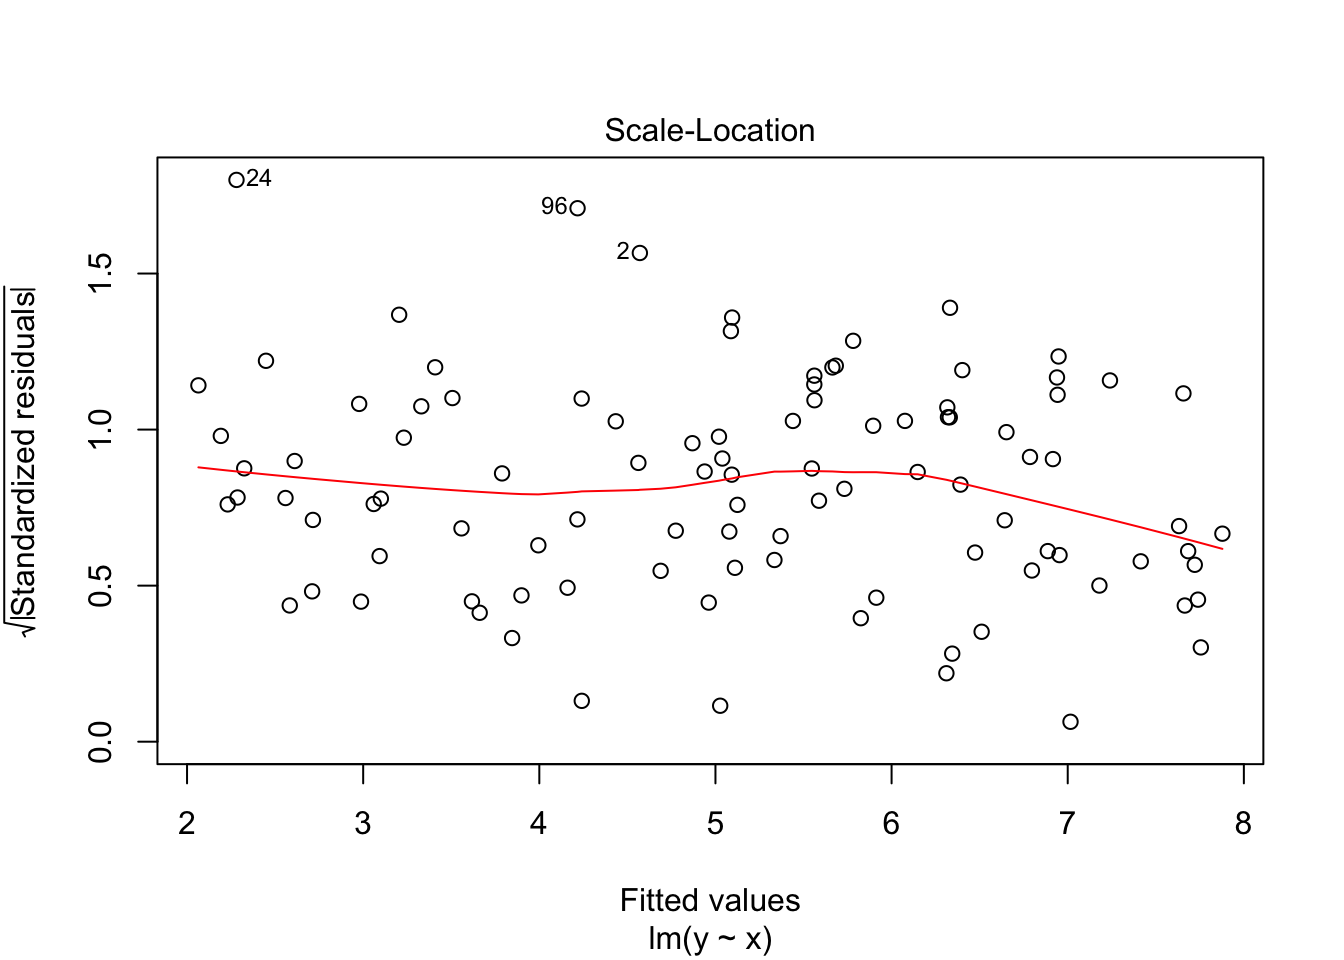 Scale-Location
24
96
2
√|Standardized residuals|
1.5
1.0
0.5
0.0
2 3 4 5 6 7 8
Fitted values
lm(y ~ x)